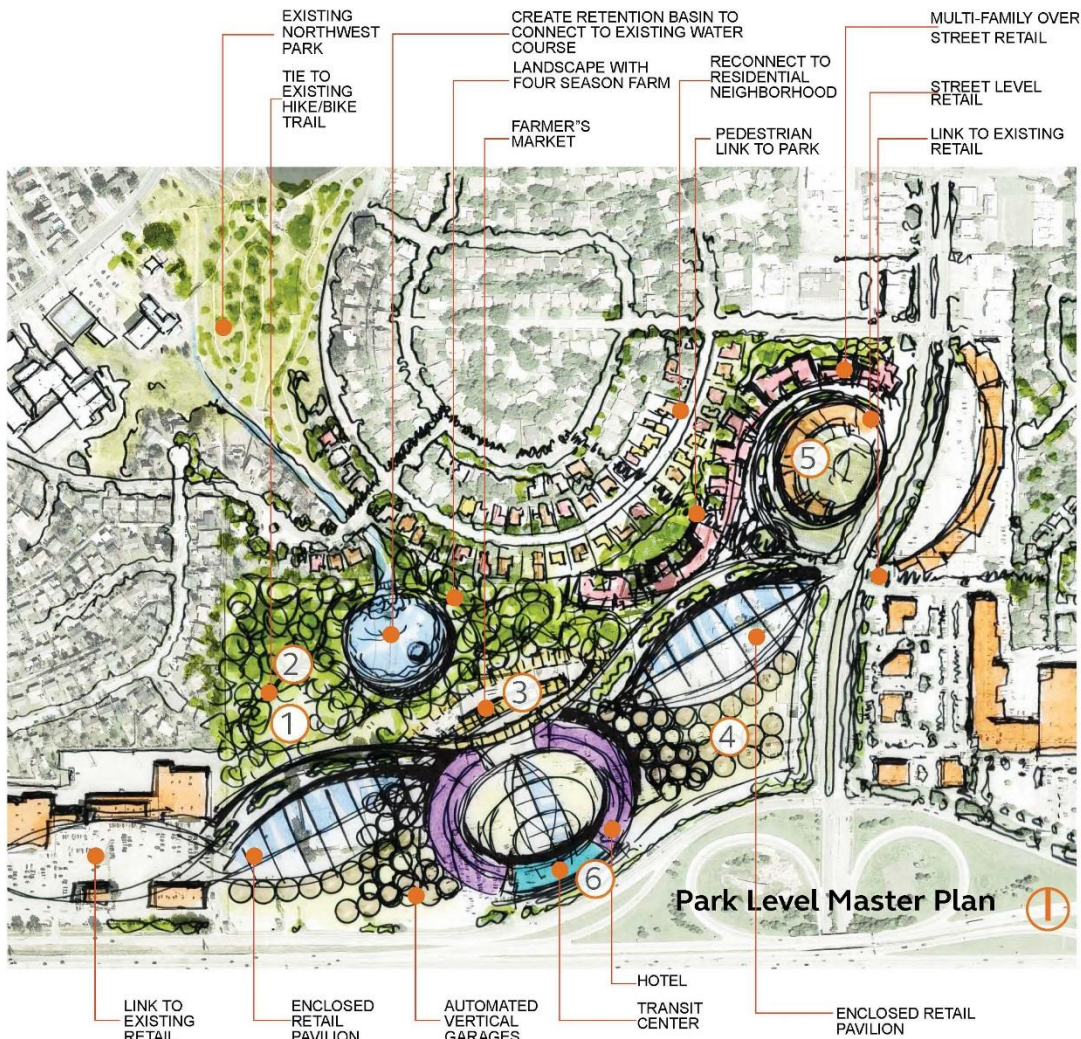 EXISTING
NORTHWEST
PARK
TIE TO
EXISTING
HIKE/BIKE
TRAIL
CREATE RETENTION BASIN TO
CONNECT TO EXISTING WATER
COURSE
LANDSCAPE WITH
FOUR SEASON FARM
FARMER"S
MARKET
RECONNECT TO
RESIDENTIAL
NEIGHBORHOOD
PEDESTRIAN
LINK TO PARK
MULTI-FAMILY OVER
STREET RETAIL
STREET LEVEL
RETAIL
LINK TO EXISTING
RETAIL
5
2
1
3
4
6
Park Level Master Plan
LINK TO
EXISTING
RETAIL
ENCLOSED
RETAIL
PAVILION
AUTOMATED
VERTICAL
GARAGES
HOTEL
TRANSIT
CENTER
ENCLOSED RETAIL
PAVILION